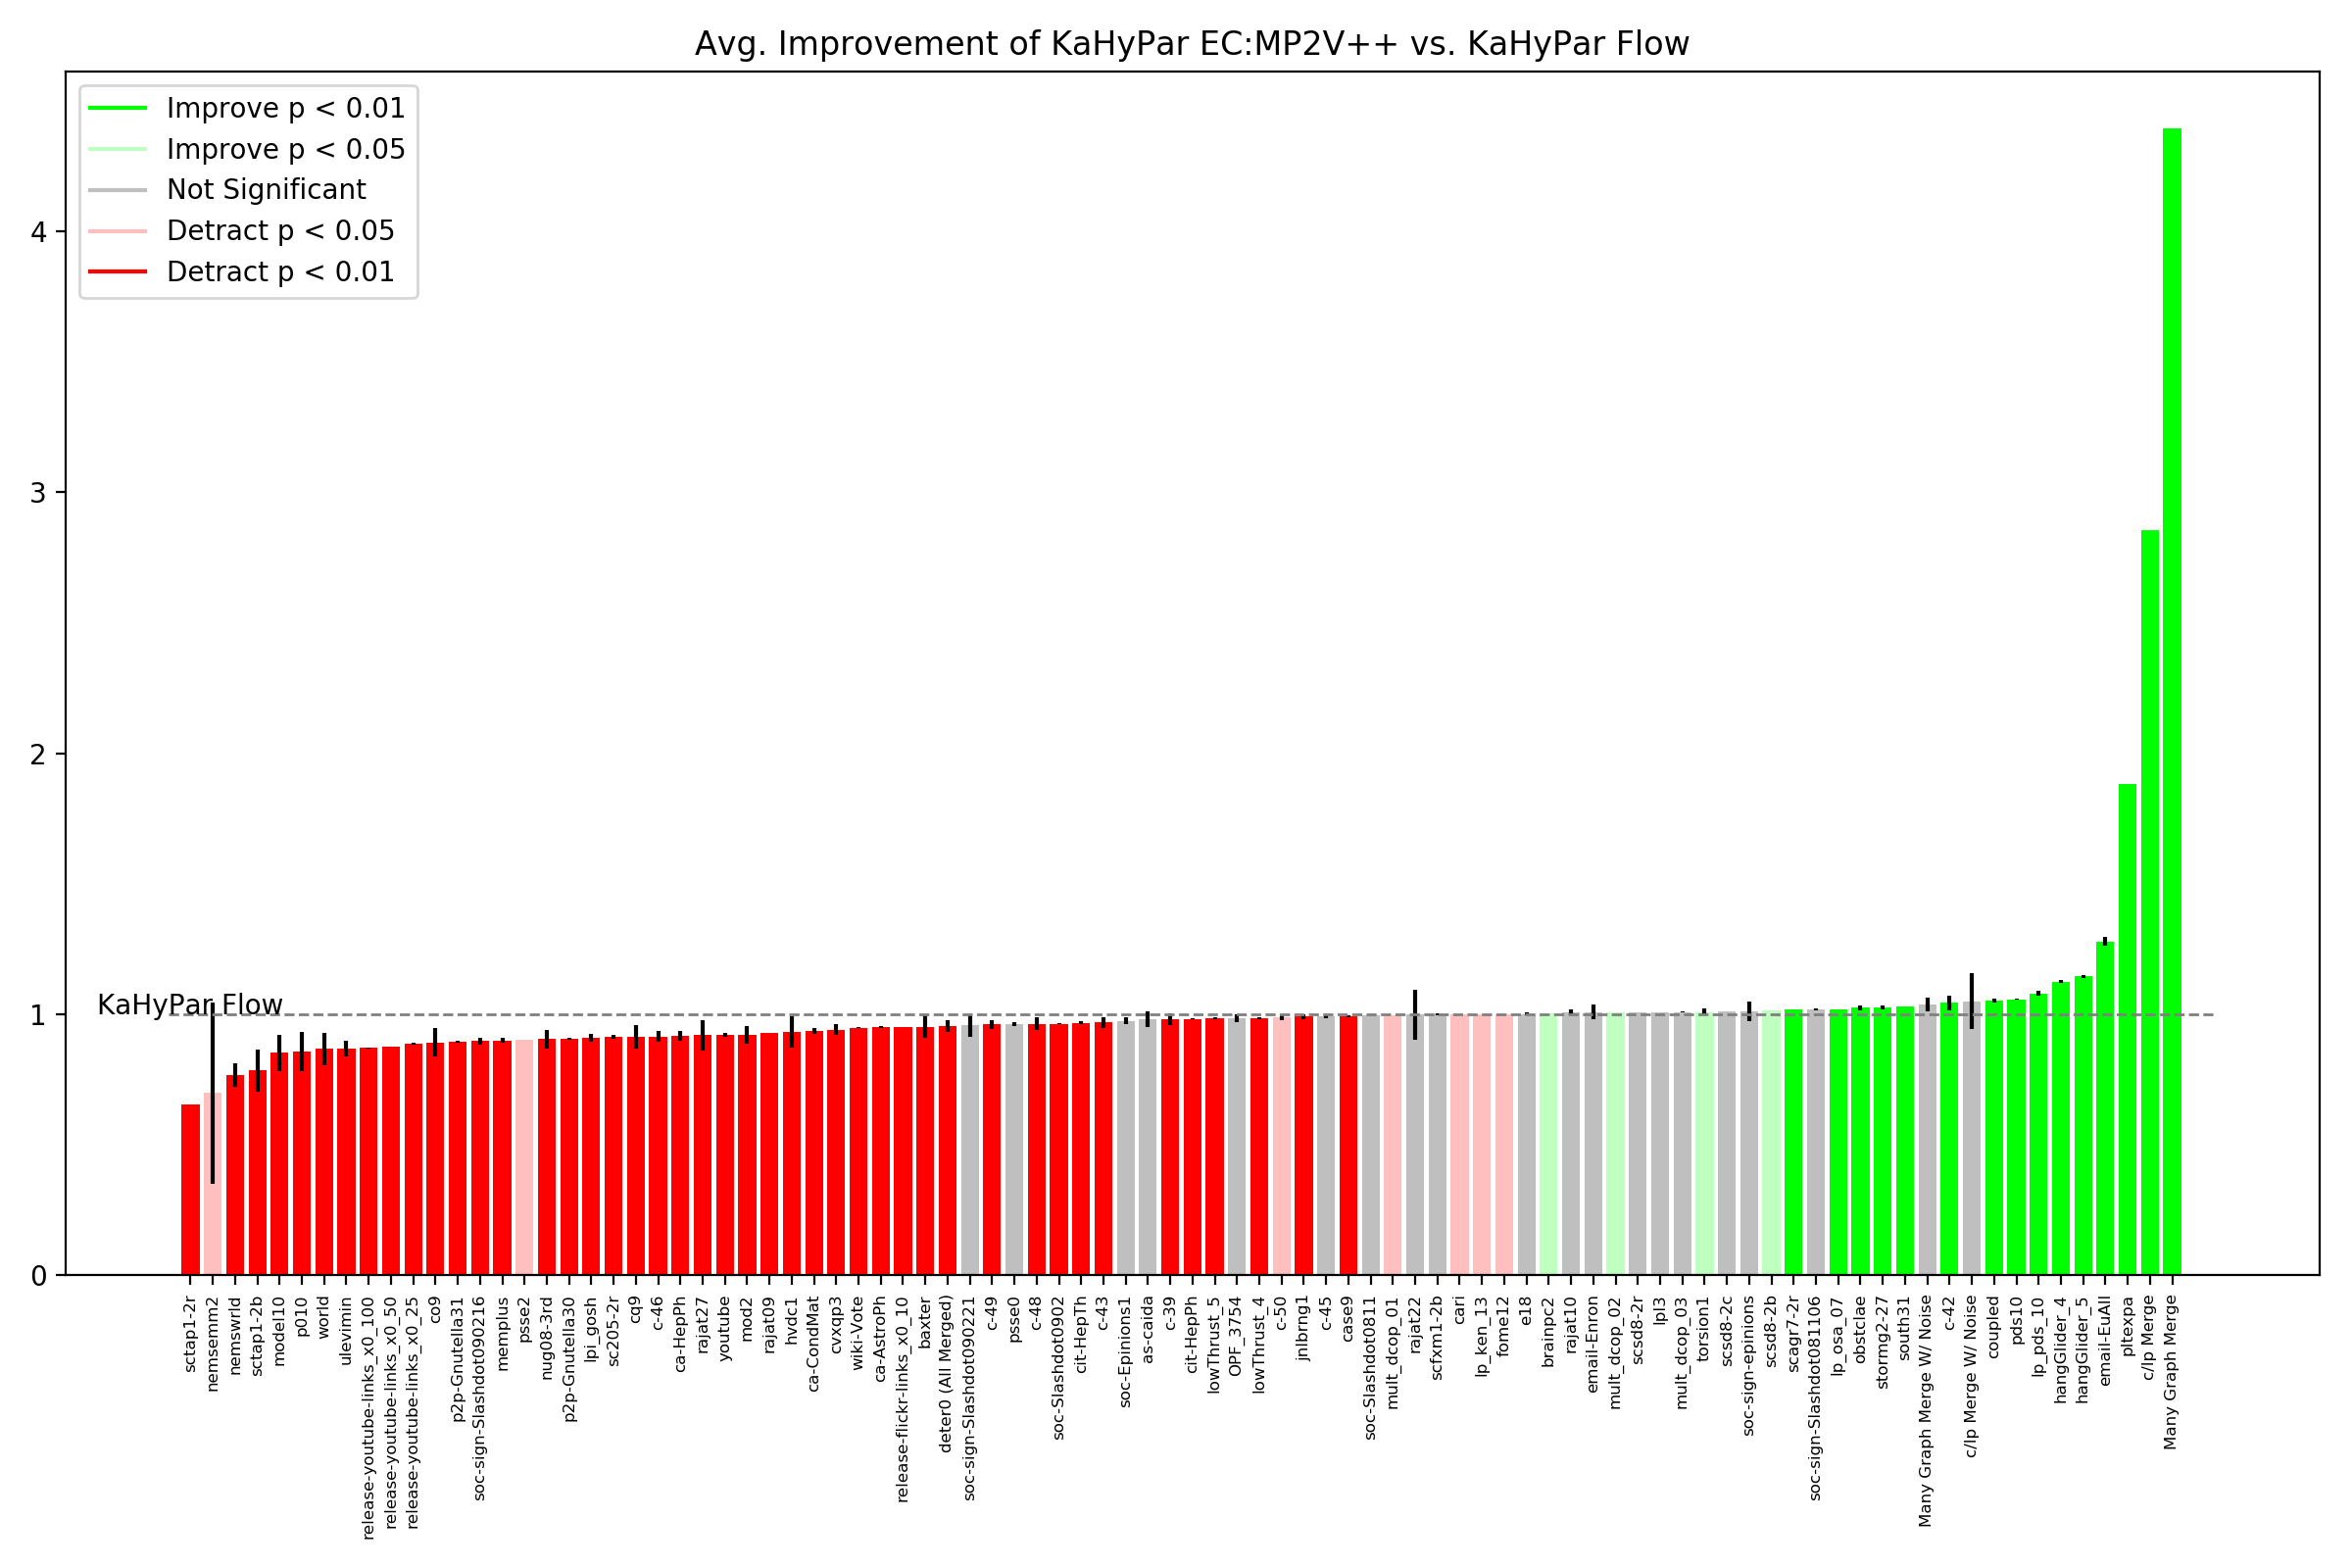 Avg. Improvement of KaHyPar EC:MP2V++ vs. KaHyPar Flow
Improve p < 0.01
Improve p < 0.05
Not Significant
Detract p < 0.05
Detract p < 0.01
4
3
2
1
0
KaHyPar Flow
sctap1-2r
nemsemm2
nemswrld
sctap1-2b
model10
p010
world
ulevimin
release-youtube-links_x0_100
release-youtube-links_x0_50
release-youtube-links_x0_25
co9
p2p-Gnutella31
soc-sign-Slashdot090216
memplus
psse2
nug08-3rd
p2p-Gnutella30
lpi_gosh
sc205-2r
cq9
c-46
ca-HepPh
rajat27
youtube
mod2
rajat09
hvdc1
ca-CondMat
cvxqp3
wiki-Vote
ca-AstroPh
release-flickr-links_x0_10
baxter
deter0 (All Merged)
soc-sign-Slashdot090221
c-49
psse0
c-48
soc-Slashdot0902
cit-HepTh
c-43
soc-Epinions1
as-caida
c-39
cit-HepPh
lowThrust_5
OPF_3754
lowThrust_4
c-50
jnlbrng1
c-45
case9
soc-Slashdot0811
mult_dcop_01
rajat22
scfxm1-2b
cari
lp_ken_13
fome12
e18
brainpc2
rajat10
email-Enron
mult_dcop_02
scsd8-2r
lpl3
mult_dcop_03
torsion1
scsd8-2c
soc-sign-epinions
scsd8-2b
scagr7-2r
soc-sign-Slashdot081106
lp_osa_07
obstclae
stormg2-27
south31
Many Graph Merge W/ Noise
c-42
c/lp Merge W/ Noise
coupled
pds10
lp_pds_10
hangGlider_4
hangGlider_5
email-EuAll
pltexpa
c/lp Merge
Many Graph Merge